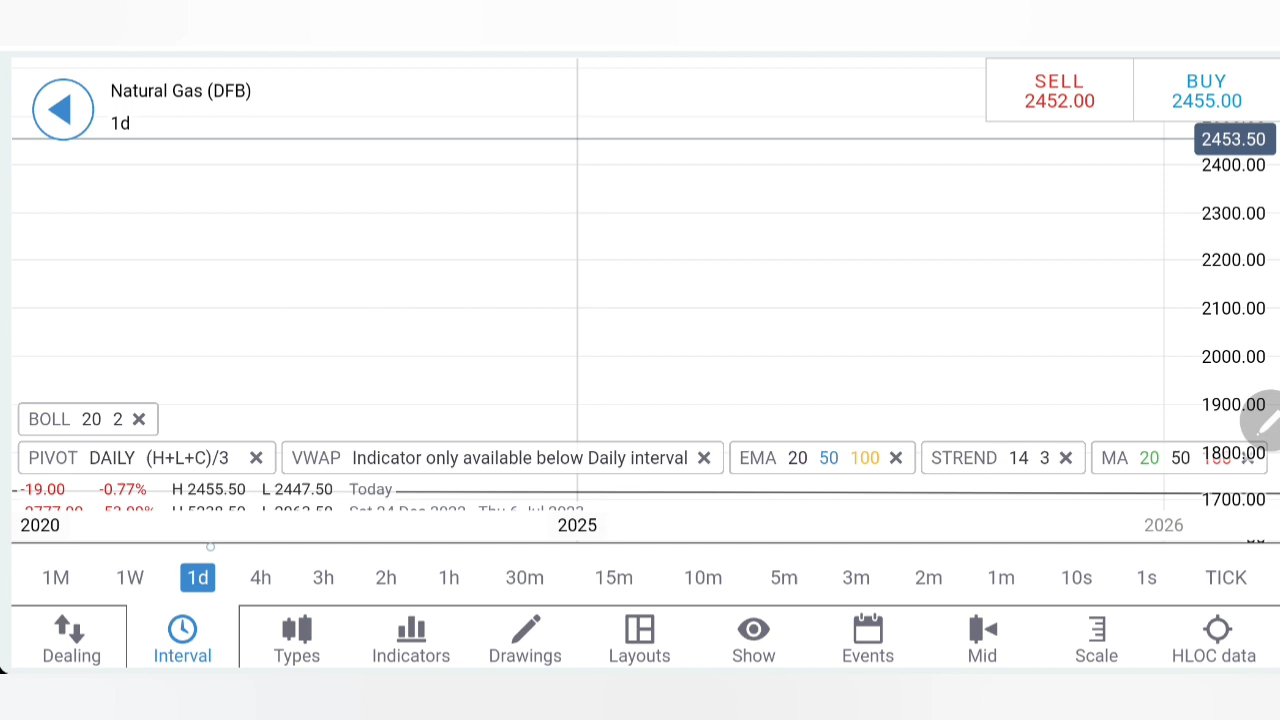 Natural Gas (DFB)
1d
SELL
2452.00
BUY
2455.00
2453.50
2400.00
2300.00
2200.00
2100.00
2000.00
1900.00
1800.00
1700.00
BOLL 20 2
PIVOT DAILY (H+L+C)/3
VWAP Indicator only available below Daily interval
EMA 20 50 100
STREND 14 3
MA 20 50
-19.00 -0.77% H 2455.50 L 2447.50 Today
2020 2025 2026
1M 1W 1d 4h 3h 2h 1h 30m 15m 10m 5m 3m 2m 1m 10s 1s TICK
Dealing Interval Types Indicators Drawings Layouts Show Events Mid Scale HLOC data